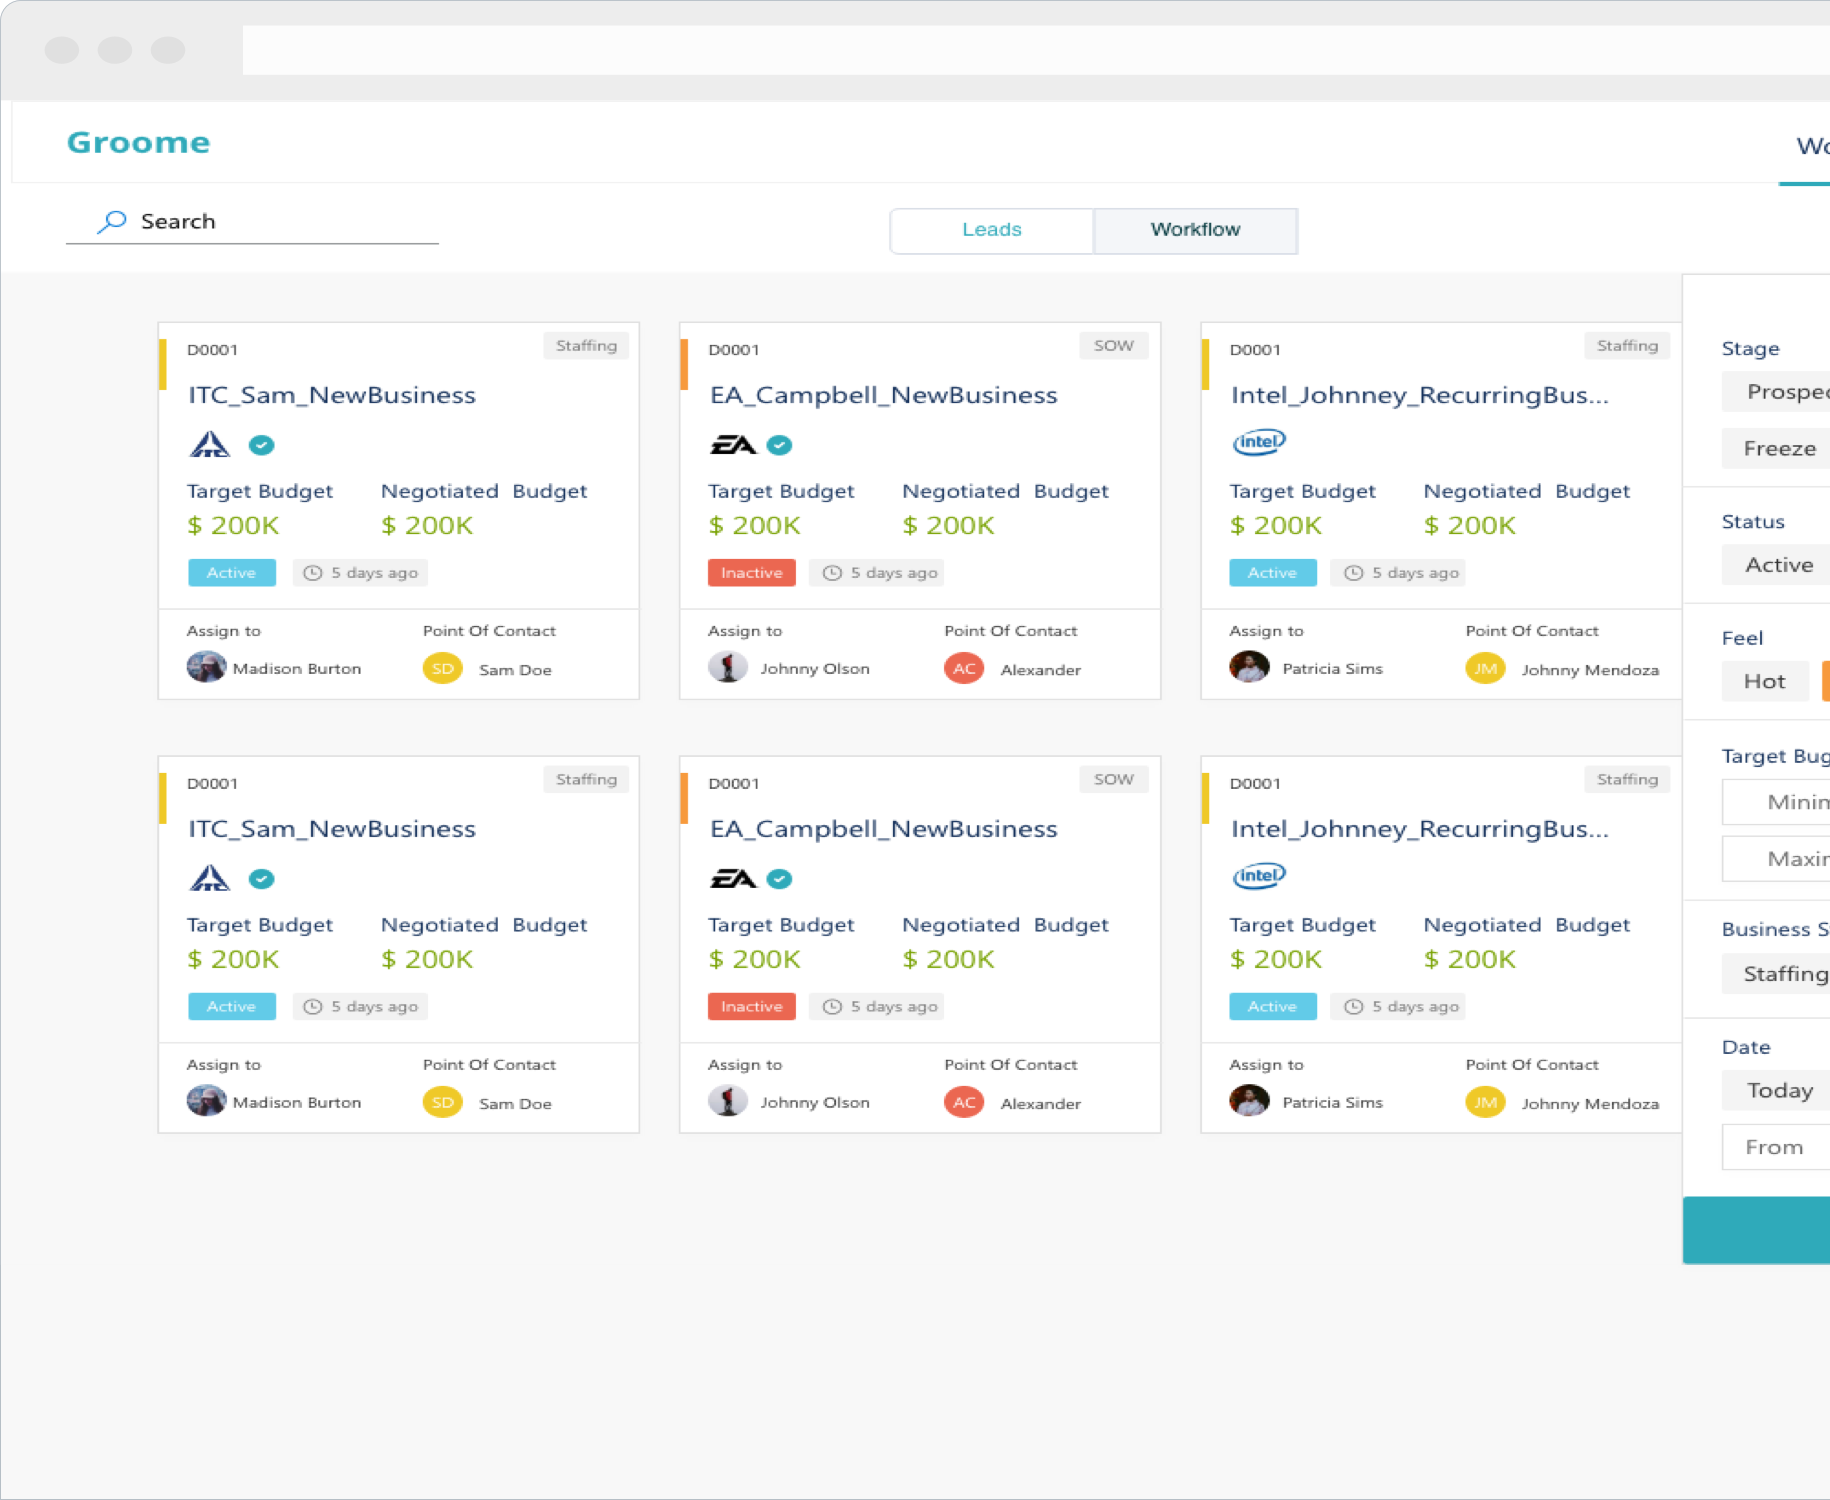 Wo
Groome
Search
Leads
Workflow
D0001
Staffing
ITC_Sam_NewBusiness
ITC
Target Budget
Negotiated Budget
$ 200K
$ 200K
Active
5 days ago
Assign to
Point Of Contact
Madison Burton
SD
Sam Doe
D0001
SOW
EA_Campbell_NewBusiness
EA
Target Budget
Negotiated Budget
$ 200K
$ 200K
Inactive
5 days ago
Assign to
Point Of Contact
Johnny Olson
AC
Alexander
D0001
Staffing
Intel_Johnney_RecurringBus...
intel
Target Budget
Negotiated Budget
$ 200K
$ 200K
Active
5 days ago
Assign to
Point Of Contact
Patricia Sims
JM
Johnny Mendoza
D0001
Staffing
ITC_Sam_NewBusiness
ITC
Target Budget
Negotiated Budget
$ 200K
$ 200K
Active
5 days ago
Assign to
Point Of Contact
Madison Burton
SD
Sam Doe
D0001
SOW
EA_Campbell_NewBusiness
EA
Target Budget
Negotiated Budget
$ 200K
$ 200K
Inactive
5 days ago
Assign to
Point Of Contact
Johnny Olson
AC
Alexander
D0001
Staffing
Intel_Johnney_RecurringBus...
intel
Target Budget
Negotiated Budget
$ 200K
$ 200K
Active
5 days ago
Assign to
Point Of Contact
Patricia Sims
JM
Johnny Mendoza
Stage
Prospec
Freeze
Status
Active
Feel
Hot
Target Bug
Minim
Maxim
Business S
Staffing
Date
Today
From